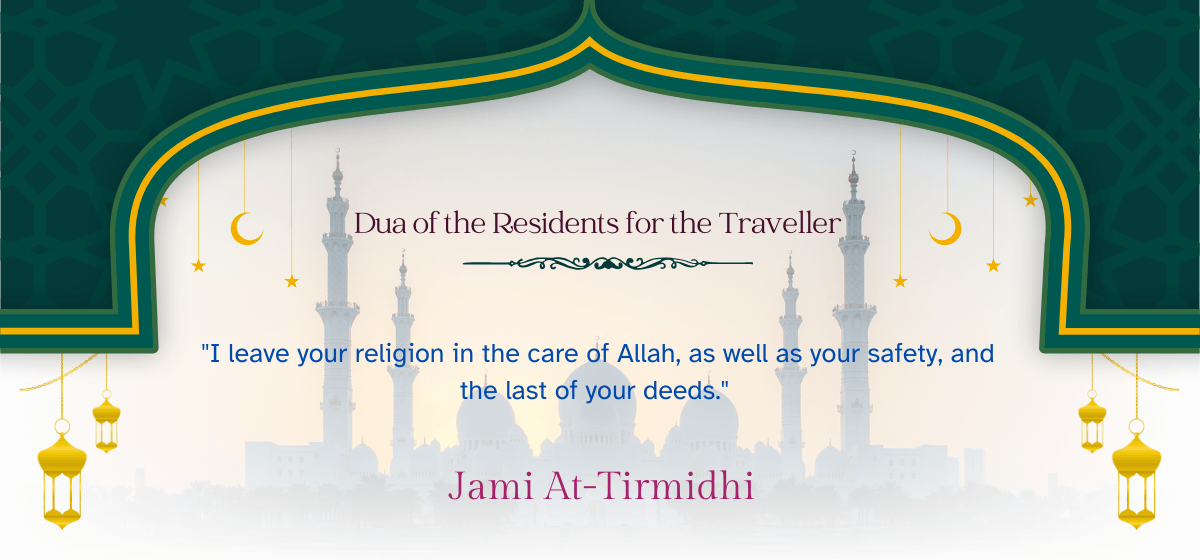 Dua of the Residents for the Traveller
"I leave your religion in the care of Allah, as well as your safety, and
the last of your deeds."
Jami At-Tirmidhi